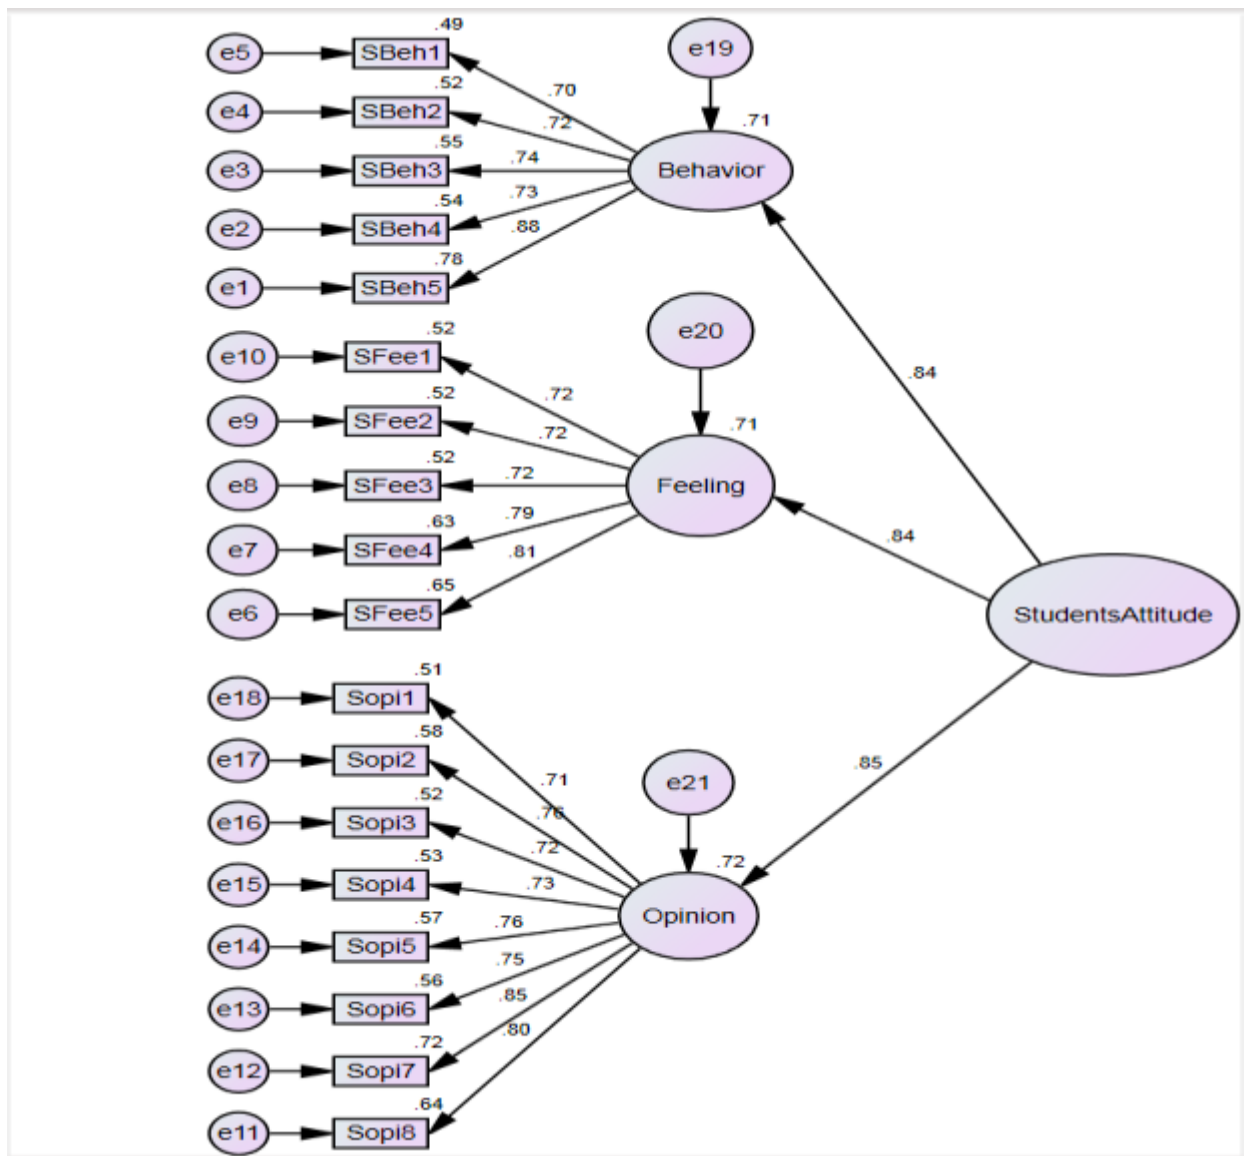 .49
e5 SBeh1
.70
.52
e4 SBeh2
.72
.55
e3 SBeh3
.74
.54
e2 SBeh4
.73
.78
e1 SBeh5
.88
e19
.71
Behavior
.84
.52
e10 SFee1
.72
.52
e9 SFee2
.72
.52
e8 SFee3
.72
.63
e7 SFee4
.79
.65
e6 SFee5
.81
e20
.71
Feeling
.84
StudentsAttitude
.51
e18 Sopi1
.71
.58
e17 Sopi2
.76
.52
e16 Sopi3
.72
.53
e15 Sopi4
.73
.57
e14 Sopi5
.76
.56
e13 Sopi6
.75
.72
e12 Sopi7
.85
.64
e11 Sopi8
.80
e21
.72
Opinion
.85